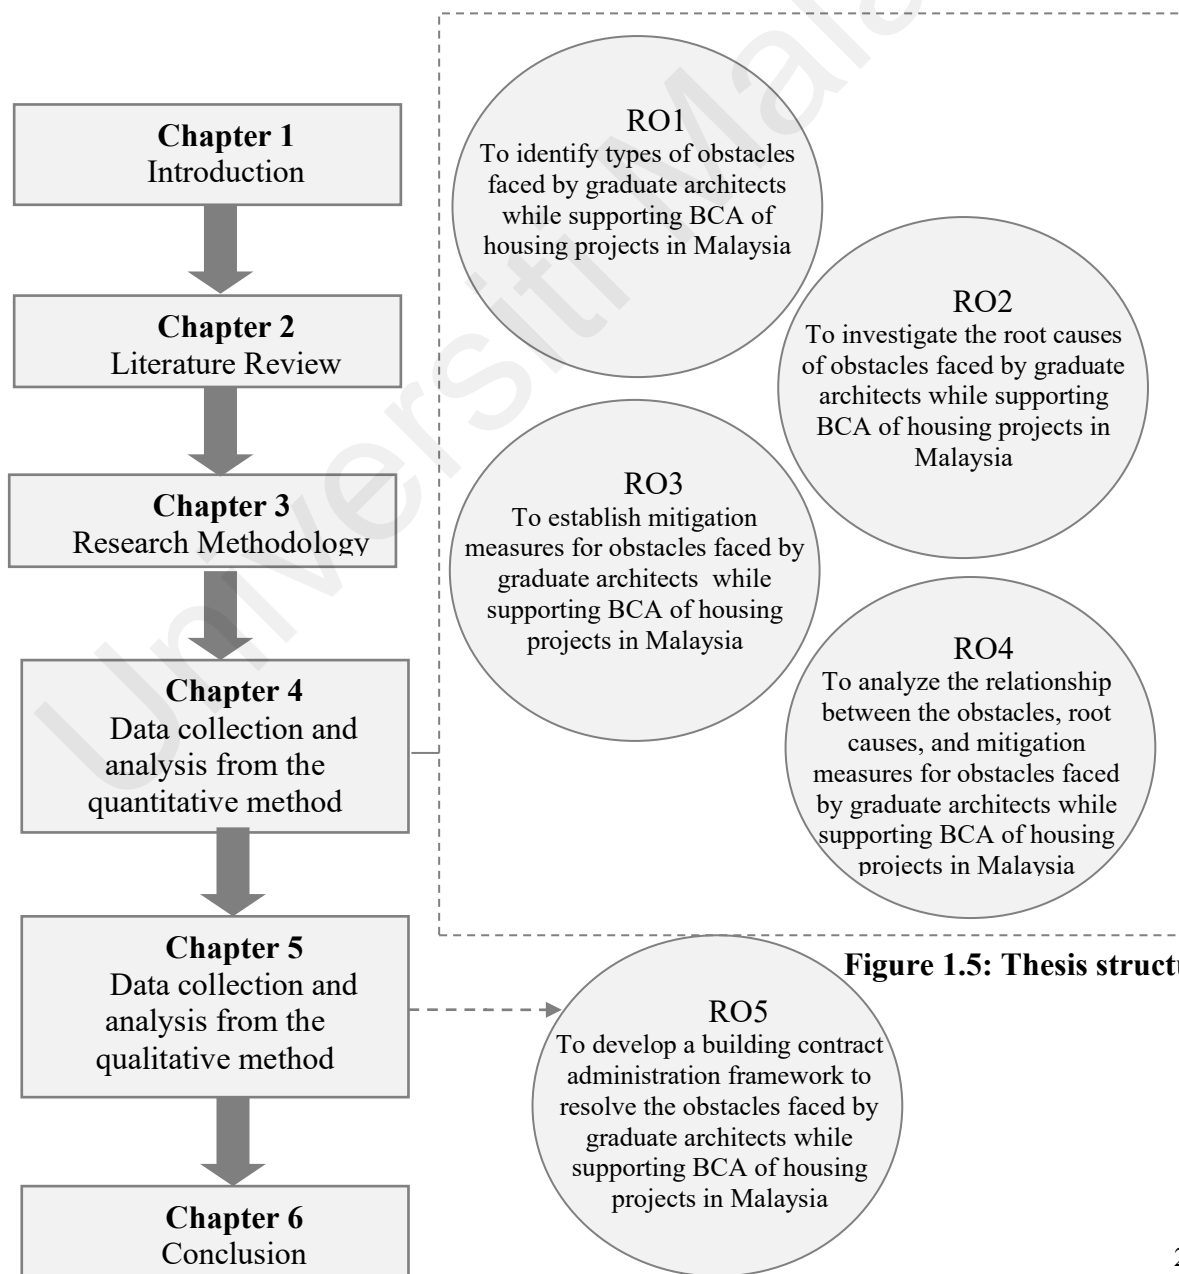 Chapter 1
Introduction
Chapter 2
Literature Review
Chapter 3
Research Methodology
Chapter 4
Data collection and
analysis from the
quantitative method
Chapter 5
Data collection and
analysis from the
qualitative method
Chapter 6
Conclusion
RO1
To identify types of obstacles
faced by graduate architects
while supporting BCA of
housing projects in Malaysia
RO2
To investigate the root causes
of obstacles faced by graduate
architects while supporting
BCA of housing projects in
Malaysia
RO3
To establish mitigation
measures for obstacles faced by
graduate architects while
supporting BCA of housing
projects in Malaysia
RO4
To analyze the relationship
between the obstacles, root
causes, and mitigation
measures for obstacles faced
by graduate architects while
supporting BCA of housing
projects in Malaysia
Figure 1.5: Thesis
RO5
To develop a building contract
administration framework to
resolve the obstacles faced by
graduate architects while
supporting BCA of housing
projects in Malaysia
Universiti